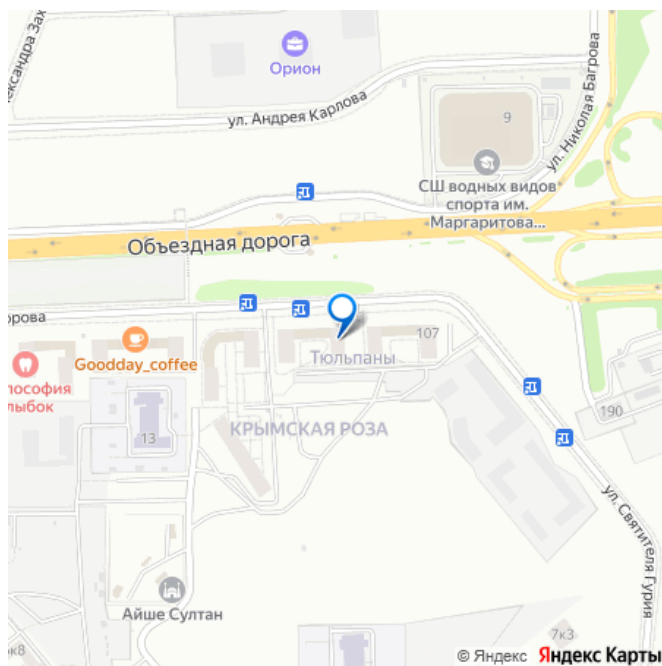 Орион
ул. Андрея Карлова
9
СШ водных видов
спорта им.
Маргаритова...
ул. Николая Багрова
Объездная дорога
Goodday_coffee
107
Тюльпаны
190
13
КРЫМСКАЯ РОЗА
ул. Святителя Гурия
Айше Султан
7к3
© Яндекс Яндекс Карты